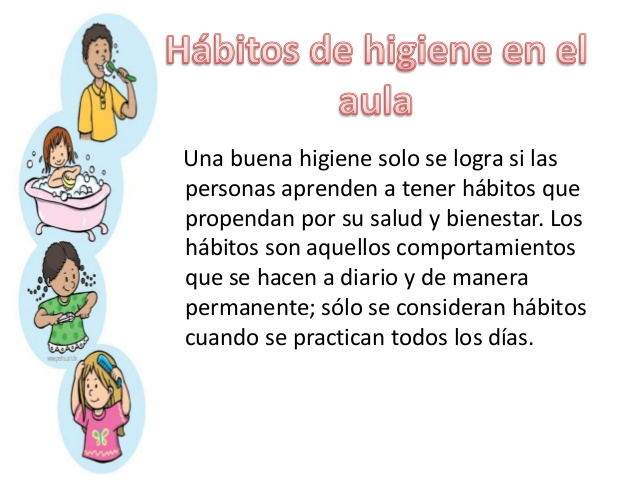 Hábitos de higiene en el
aula
Una buena higiene solo se logra si las
personas aprenden a tener hábitos que
propendan por su salud y bienestar. Los
hábitos son aquellos comportamientos
que se hacen a diario y de manera
permanente; sólo se consideran hábitos
cuando se practican todos los días.